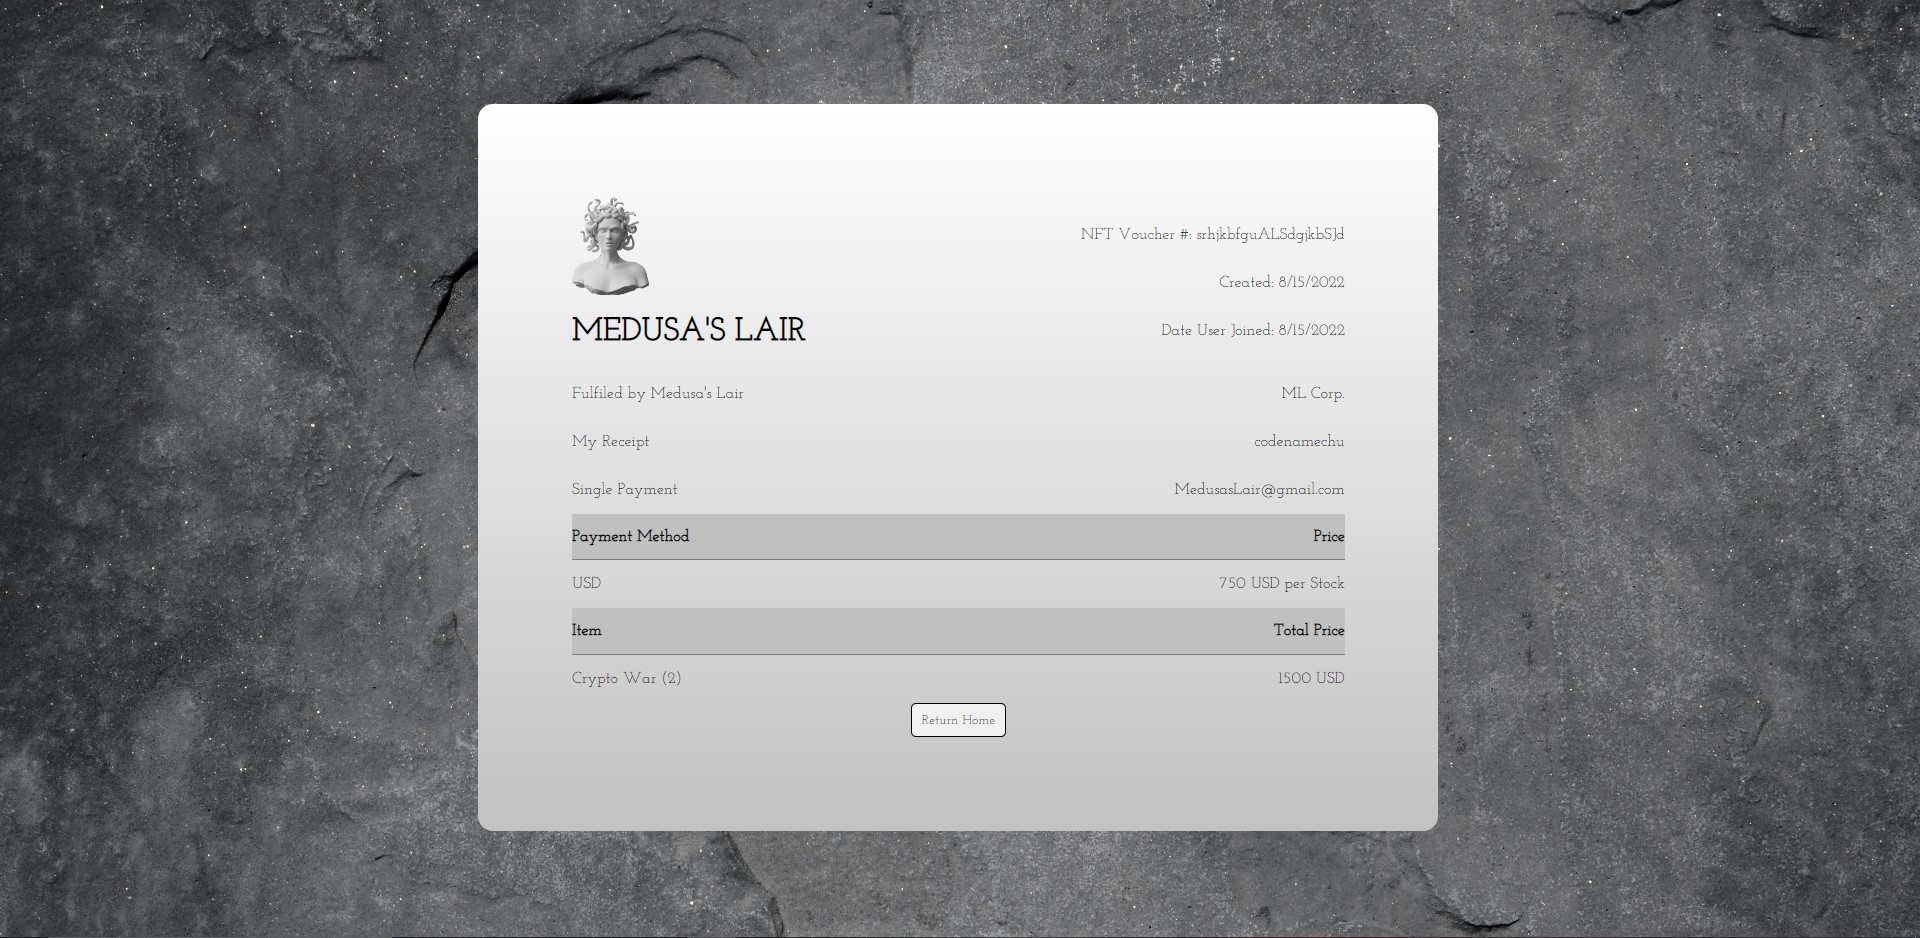 NFT Voucher #: srhjkbfguALSdgjkbSJd
Created: 8/15/2022
MEDUSA'S LAIR
Date User Joined: 8/15/2022
Fulfiled by Medusa's Lair
ML Corp.
My Receipt
codenamechu
Single Payment
MedusasLair@gmail.com
Payment Method
Price
USD
750 USD per Stock
Item
Total Price
Crypto War (2)
1500 USD
Return Home